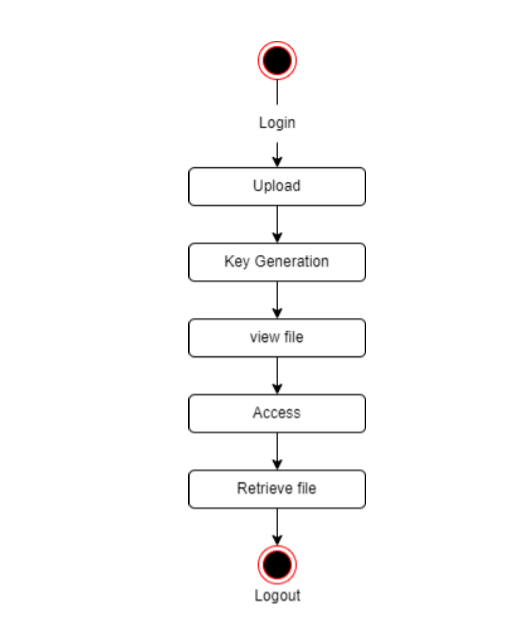 Login
Upload
Key Generation
view file
Access
Retrieve file
Logout